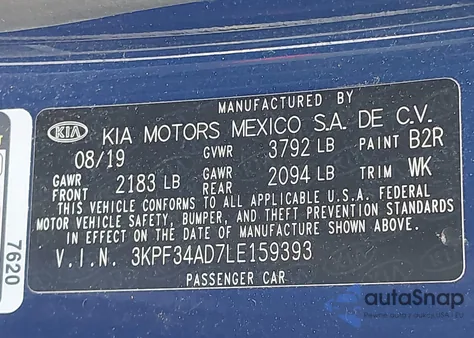 MANUFACTURED BY
KIA KIA MOTORS MEXICO S.A. DE C.V.
08/19 GVWR 3792 LB PAINT B2R
GAWR FRONT 2183 LB GAWR REAR 2094 LB TRIM WK
THIS VEHICLE CONFORMS TO ALL APPLICABLE U.S.A. FEDERAL
MOTOR VEHICLE SAFETY, BUMPER, AND THEFT PREVENTION STANDARDS
IN EFFECT ON THE DATE OF MANUFACTURE SHOWN ABOVE.
V.I.N. 3KPF34AD7LE159393
PASSENGER CAR
7620
autoSnap